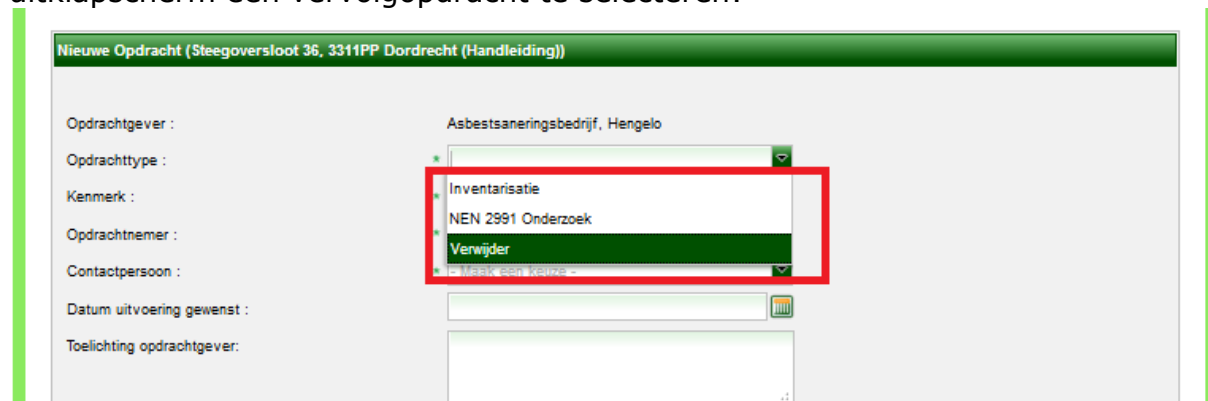 uitklapscherm een vervolgopdracht te selecteren.
Nieuwe Opdracht (Steegoversloot 36, 3311PP Dordrecht (Handleiding))
Opdrachtgever : Asbestsaneringsbedrijf, Hengelo
Opdrachttype : *
Kenmerk : * Inventarisatie
NEN 2991 Onderzoek
Opdrachtnemer : *
Verwijder
Contactpersoon : * - Maak een keuze -
Datum uitvoering gewenst :
Toelichting opdrachtgever: